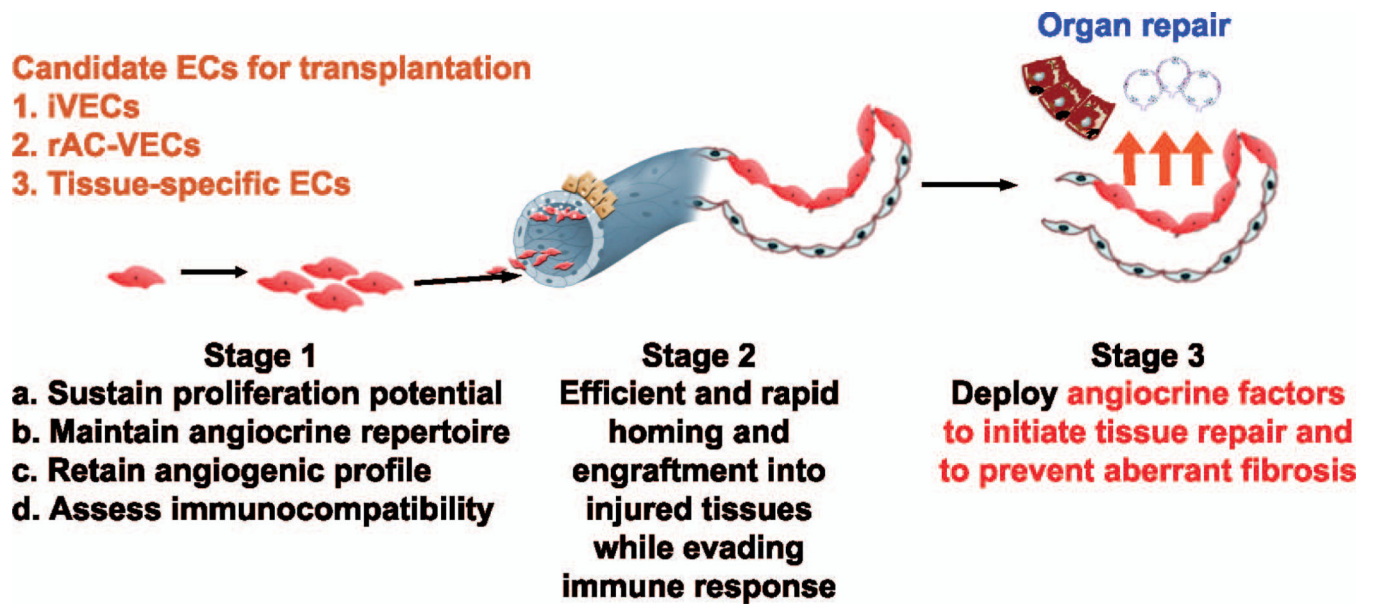 Organ repair
Candidate ECs for transplantation
1. iVECs
2. rAC-VECs
3. Tissue-specific ECs
Stage 1
a. Sustain proliferation potential
b. Maintain angiocrine repertoire
c. Retain angiogenic profile
d. Assess immunocompatibility
Stage 2
Efficient and rapid
homing and
engraftment into
injured tissues
while evading
immune response
Stage 3
Deploy angiocrine factors
to initiate tissue repair and
to prevent aberrant fibrosis